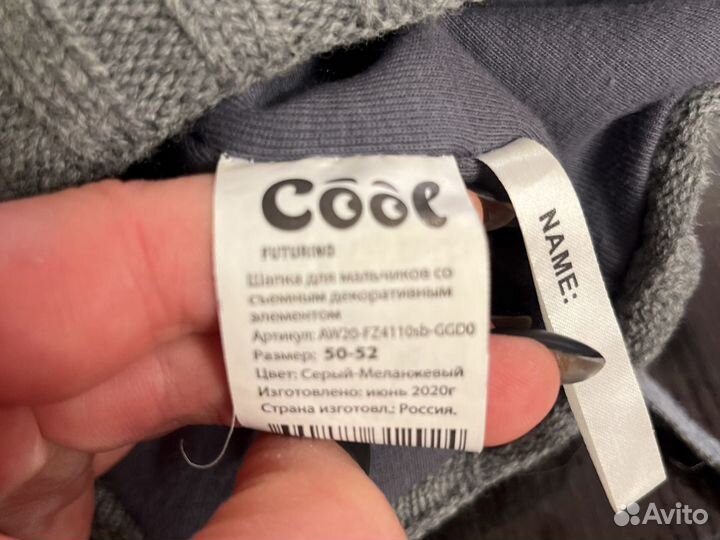 Cool
FUTURINO
Шапка для мальчиков со
съемным декоративным
элементом
Артикул: AW20-FZ4110sb-GGD0
Размер: 50-52
Цвет: Серый-Меланжевый
Изготовлено: июнь 2020г
Страна изготовл.: Россия.
NAME:
Avito